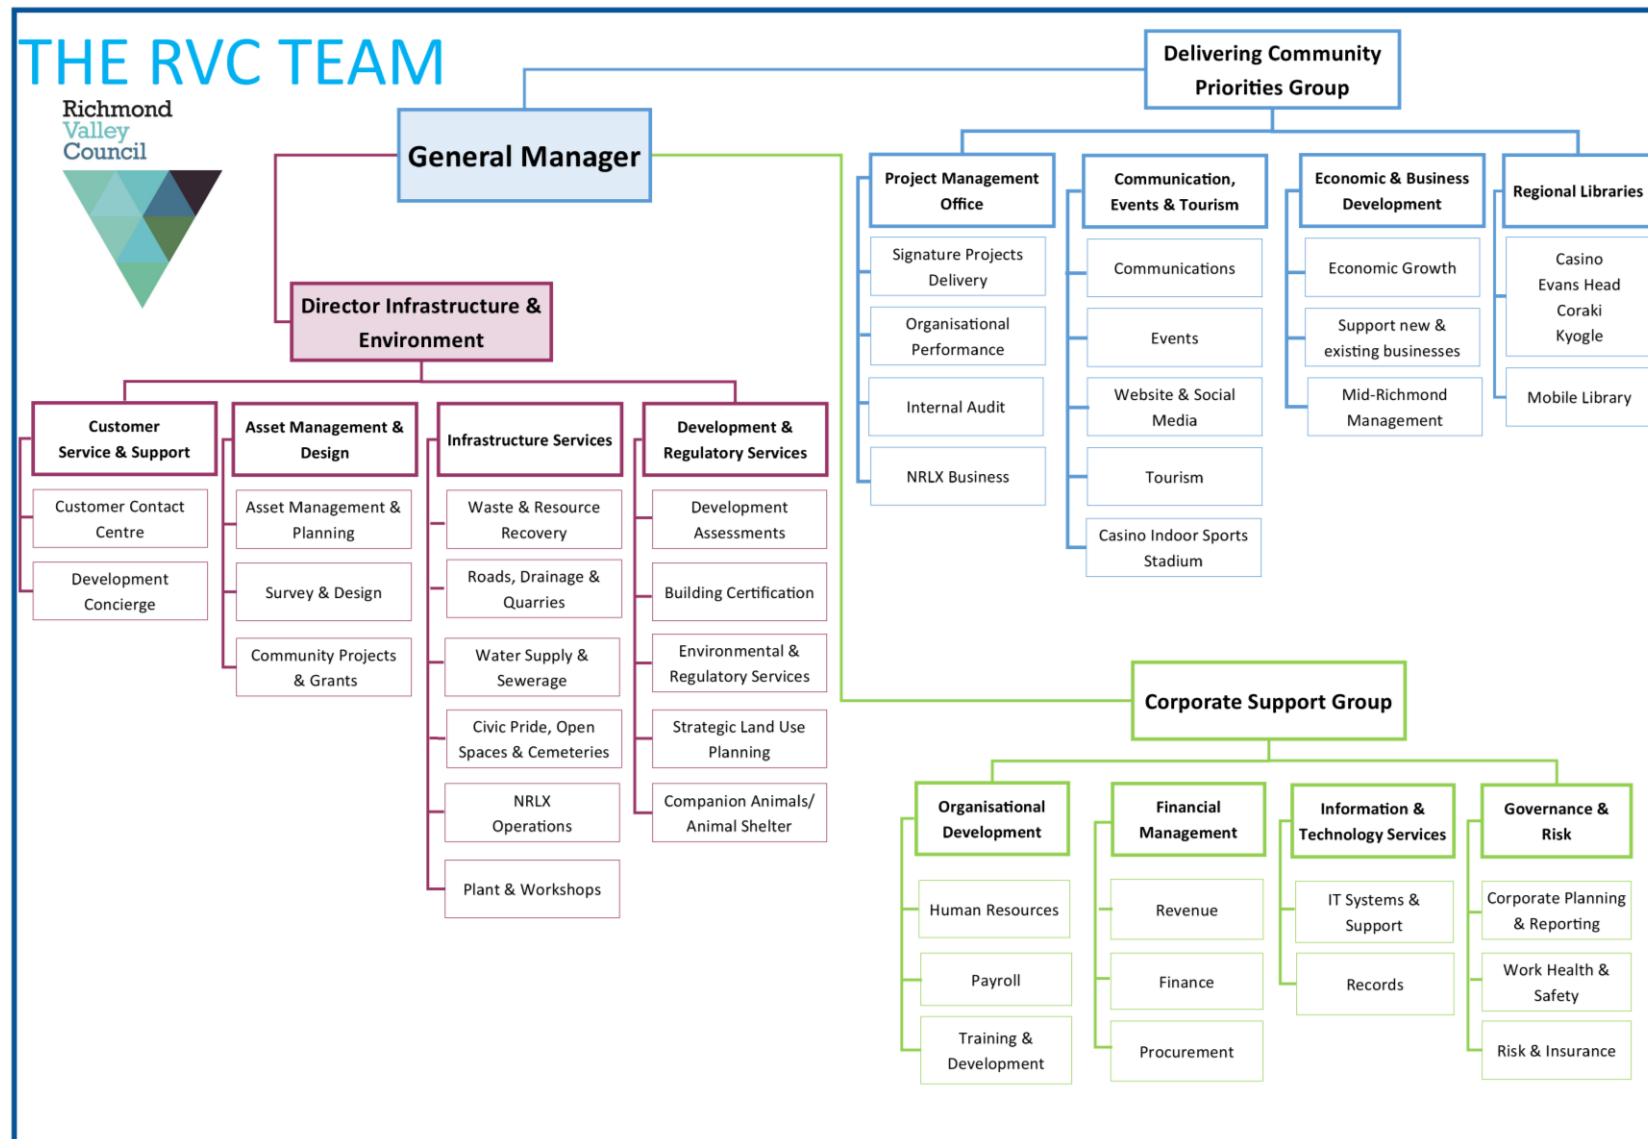 THE RVC TEAM
Richmond
Valley
Council
General Manager
Delivering Community
Priorities Group
Project Management
Office
Signature Projects
Delivery
Organisational
Performance
Internal Audit
NRLX Business
Communication,
Events & Tourism
Communications
Events
Website & Social
Media
Tourism
Casino Indoor Sports
Stadium
Economic & Business
Development
Economic Growth
Support new &
existing businesses
Mid-Richmond
Management
Regional Libraries
Casino
Evans Head
Coraki
Kyogle
Mobile Library
Director Infrastructure &
Environment
Customer
Service & Support
Customer Contact
Centre
Development
Concierge
Asset Management &
Design
Asset Management &
Planning
Survey & Design
Community Projects
& Grants
Infrastructure Services
Waste & Resource
Recovery
Roads, Drainage &
Quarries
Water Supply &
Sewerage
Civic Pride, Open
Spaces & Cemeteries
NRLX
Operations
Plant & Workshops
Development &
Regulatory Services
Development
Assessments
Building Certification
Environmental &
Regulatory Services
Strategic Land Use
Planning
Companion Animals/
Animal Shelter
Corporate Support Group
Organisational
Development
Human Resources
Payroll
Training &
Development
Financial
Management
Revenue
Finance
Procurement
Information &
Technology Services
IT Systems &
Support
Records
Governance &
Risk
Corporate Planning
& Reporting
Work Health &
Safety
Risk & Insurance